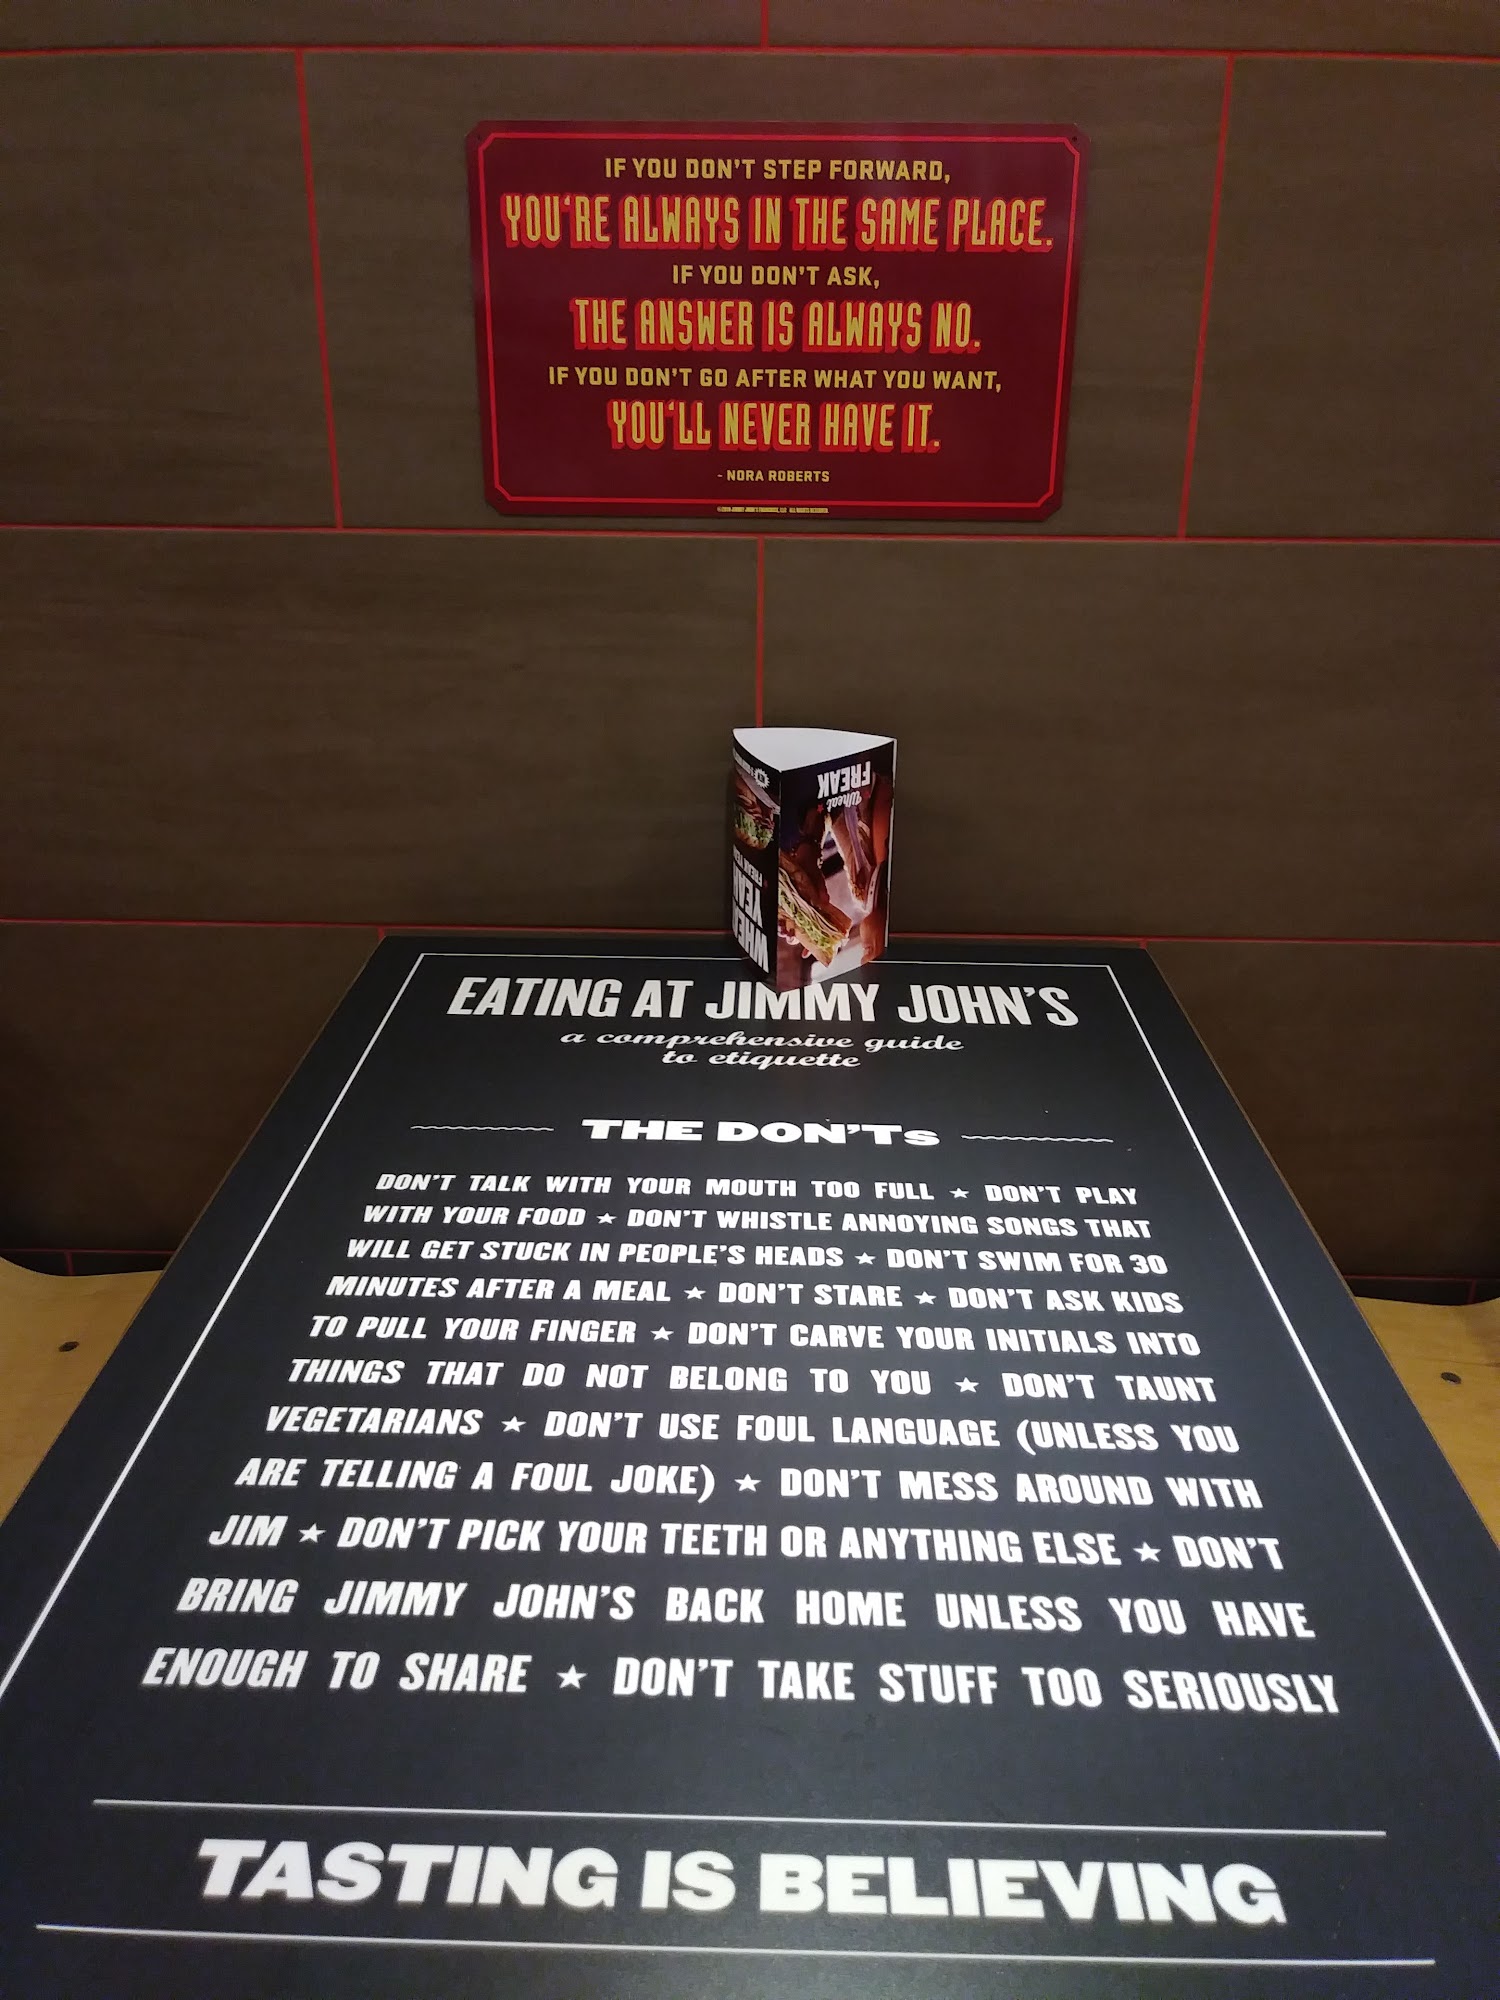 IF YOU DON'T STEP FORWARD,
YOU'RE ALWAYS IN THE SAME PLACE.
IF YOU DON'T ASK,
THE ANSWER IS ALWAYS NO.
IF YOU DON'T GO AFTER WHAT YOU WANT,
YOU'LL NEVER HAVE IT.
- NORA ROBERTS
Wheat
FREAK
EATING AT JIMMY JOHN'S
a comprehensive guide
to etiquette
THE DON'Ts
DON'T TALK WITH YOUR MOUTH TOO FULL ★ DON'T PLAY
WITH YOUR FOOD ★ DON'T WHISTLE ANNOYING SONGS THAT
WILL GET STUCK IN PEOPLE'S HEADS ★ DON'T SWIM FOR 30
MINUTES AFTER A MEAL ★ DON'T STARE ★ DON'T ASK KIDS
TO PULL YOUR FINGER ★ DON'T CARVE YOUR INITIALS INTO
THINGS THAT DO NOT BELONG TO YOU ★ DON'T TAUNT
VEGETARIANS ★ DON'T USE FOUL LANGUAGE (UNLESS YOU
ARE TELLING A FOUL JOKE) ★ DON'T MESS AROUND WITH
JIM ★ DON'T PICK YOUR TEETH OR ANYTHING ELSE ★ DON'T
BRING JIMMY JOHN'S BACK HOME UNLESS YOU HAVE
ENOUGH TO SHARE ★ DON'T TAKE STUFF TOO SERIOUSLY
TASTING IS BELIEVING